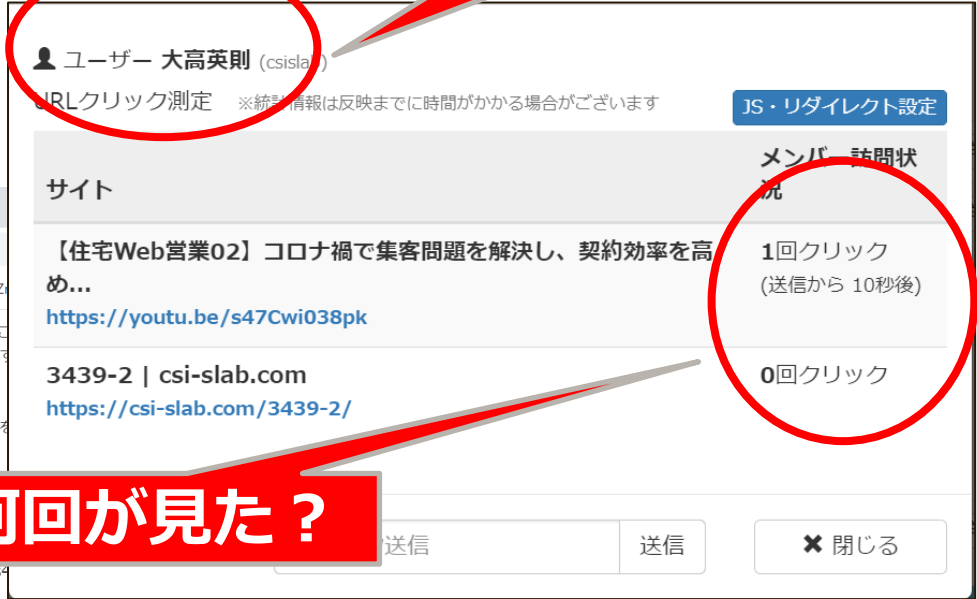 ユーザー 大高英則 (csislab)
URLクリック測定 ※統計情報は反映までに時間がかかる場合がございます
JS・リダイレクト設定
サイト
メンバー訪問状
況
【住宅Web営業02】コロナ禍で集客問題を解決し、契約効率を高
め...
https://youtu.be/s47Cwi038pk
1回クリック
(送信から 10秒後)
3439-2 | csi-slab.com
https://csi-slab.com/3439-2/
0回クリック
何回が見た？
送信
送信
✖ 閉じる